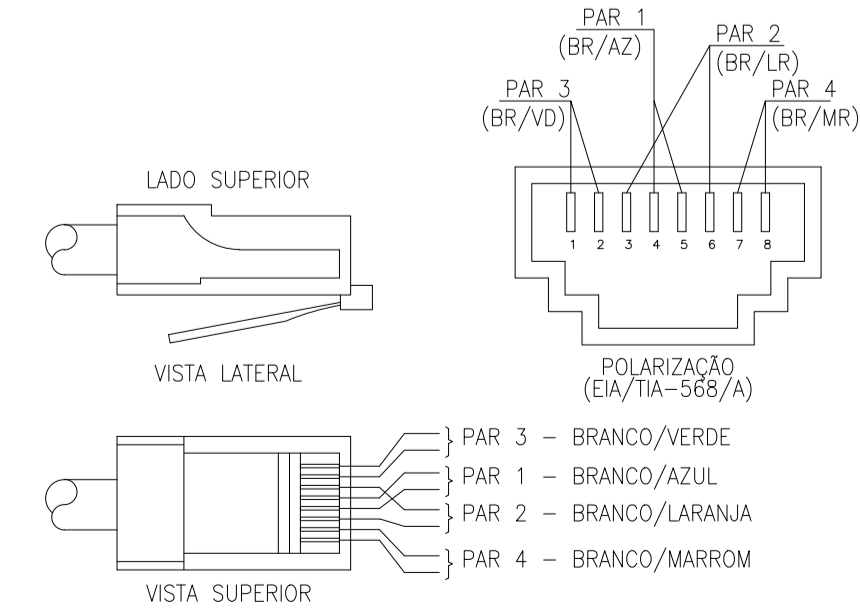 PAR 1
(BR/AZ)
PAR 2
(BR/LR)
PAR 3
(BR/VD)
PAR 4
(BR/MR)
LADO SUPERIOR
1 2 3 4 5 6 7 8
VISTA LATERAL
POLARIZAÇÃO
(EIA/TIA-568/A)
PAR 3 - BRANCO/VERDE
PAR 1 - BRANCO/AZUL
PAR 2 - BRANCO/LARANJA
PAR 4 - BRANCO/MARROM
VISTA SUPERIOR